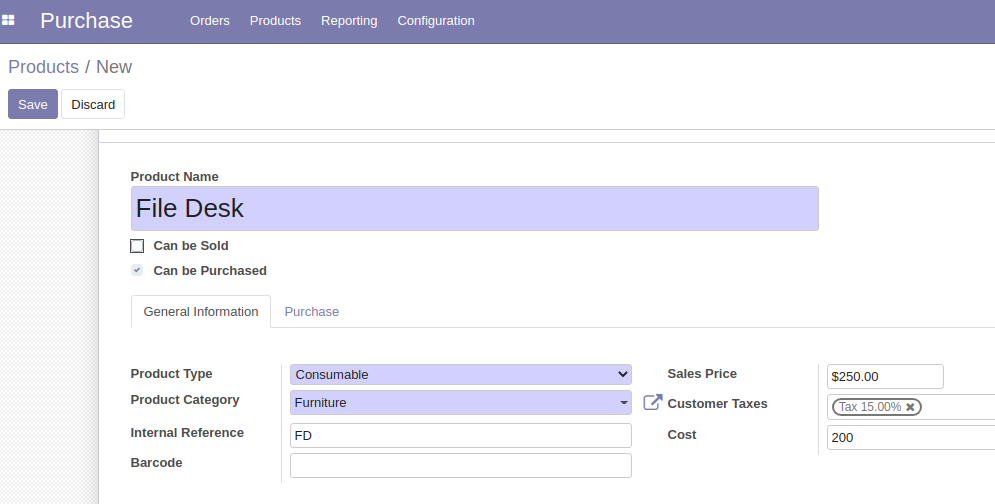 Purchase Orders Products Reporting Configuration
Products / New
Save Discard
Product Name
File Desk
Can be Sold
Can be Purchased
General Information Purchase
Product Type Consumable Sales Price $250.00
Product Category Furniture Customer Taxes Tax 15.00%
Internal Reference FD Cost 200
Barcode